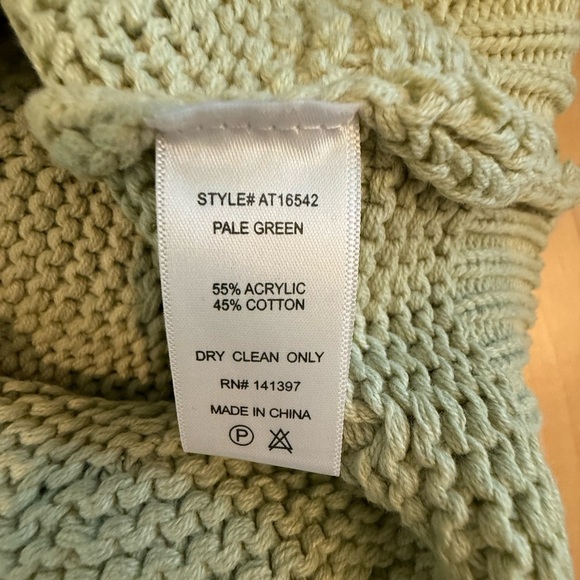 STYLE# AT16542
PALE GREEN
55% ACRYLIC
45% COTTON
DRY CLEAN ONLY
RN# 141397
MADE IN CHINA
P